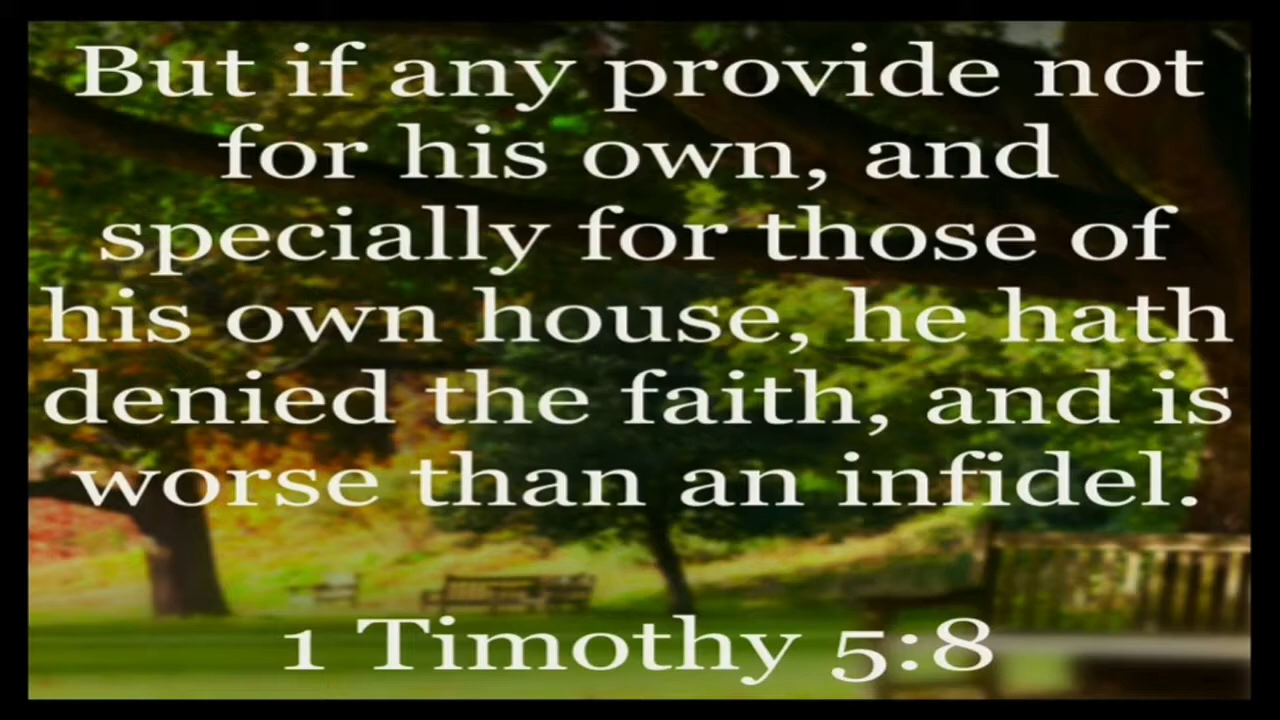 But if any provide not
for his own, and
specially for those of
his own house, he hath
denied the faith, and is
worse than an infidel.
1 Timothy 5:8